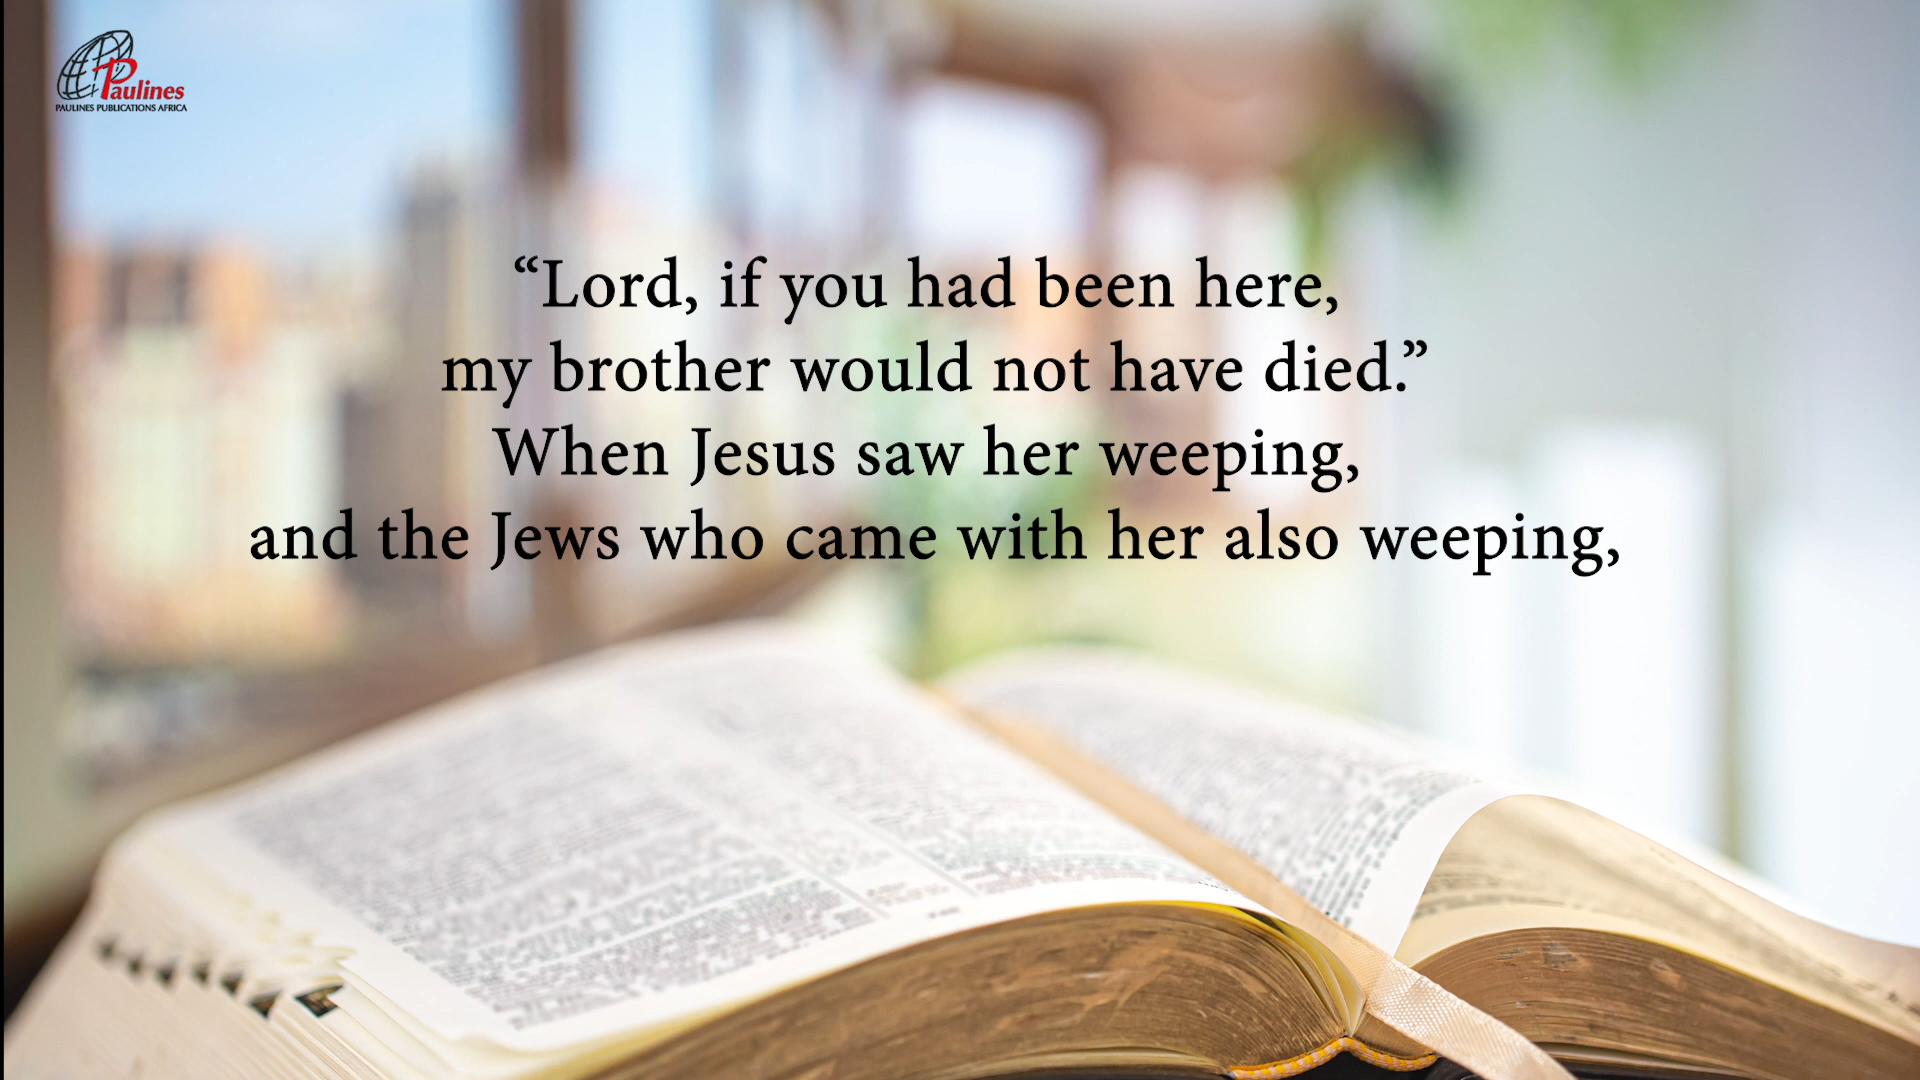 Paulines
PAULINES PUBLICATIONS AFRICA
“Lord, if you had been here,
my brother would not have died.”
When Jesus saw her weeping,
and the Jews who came with her also weeping,